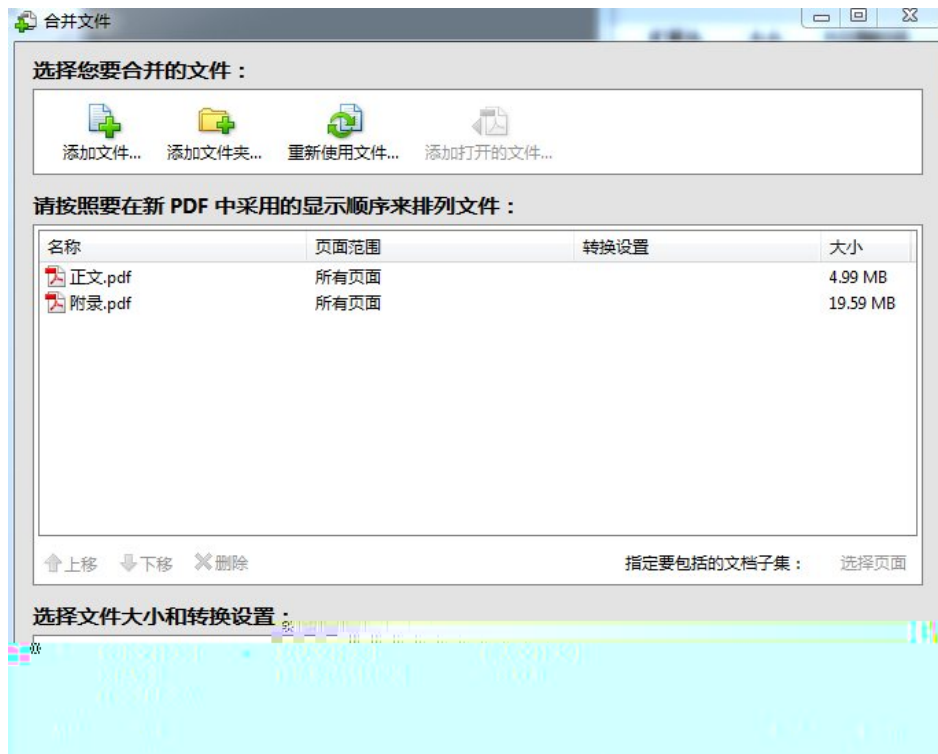 合并文件
选择您要合并的文件：
添加文件... 添加文件夹... 重新使用文件... 添加打开的文件...
请按照要在新 PDF 中采用的显示顺序来排列文件：
名称 页面范围 转换设置 大小
正文.pdf 所有页面 4.99 MB
附录.pdf 所有页面 19.59 MB
上移 下移 删除 指定要包括的文档子集： 选择页面
选择文件大小和转换设置：